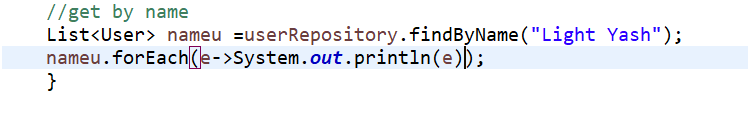 //get by name
List<User> nameu =userRepository.findByName("Light Yash");
nameu.forEach(e->System.out.println(e));
}